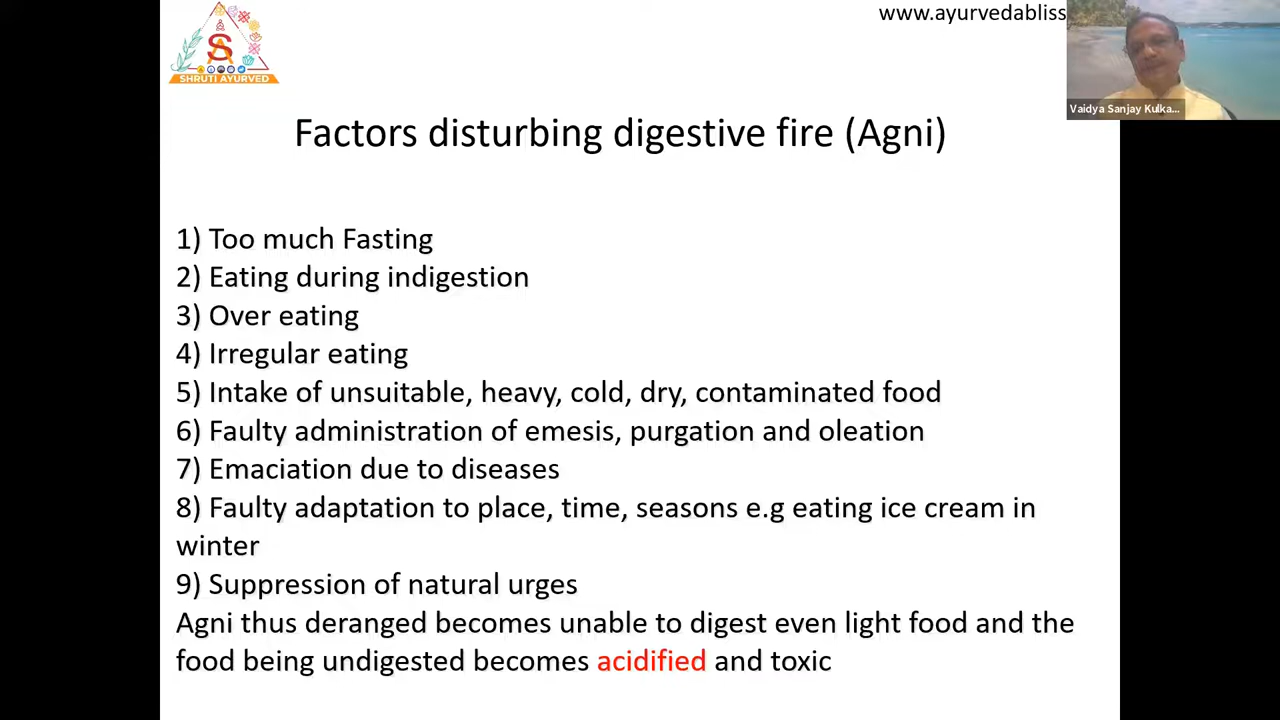 www.ayurvedabliss
SA
SHRUTI AYURVED
Vaidya Sanjay Kulka...
Factors disturbing digestive fire (Agni)
1) Too much Fasting
2) Eating during indigestion
3) Over eating
4) Irregular eating
5) Intake of unsuitable, heavy, cold, dry, contaminated food
6) Faulty administration of emesis, purgation and oleation
7) Emaciation due to diseases
8) Faulty adaptation to place, time, seasons e.g eating ice cream in
winter
9) Suppression of natural urges
Agni thus deranged becomes unable to digest even light food and the
food being undigested becomes acidified and toxic